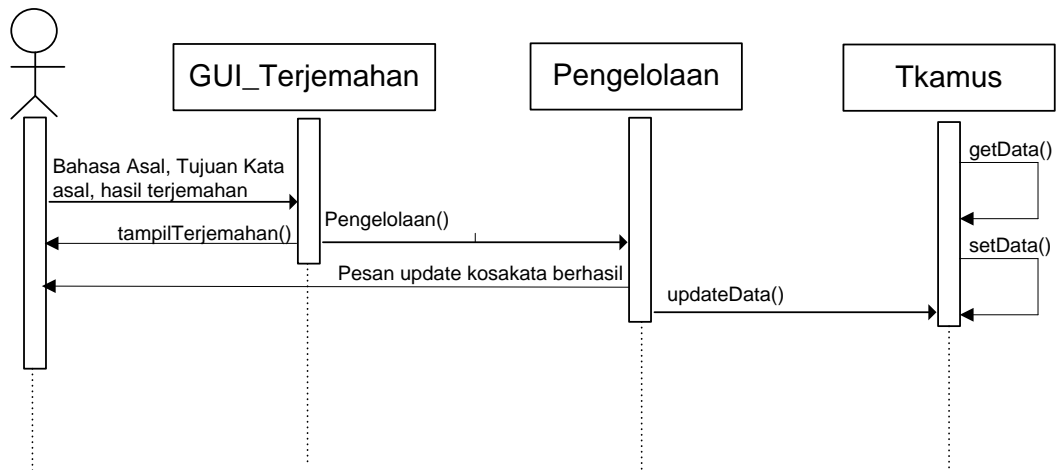 GUI_Terjemahan
Pengelolaan
Tkamus
getData()
Bahasa Asal, Tujuan Kata
asal, hasil terjemahan
Pengelolaan()
tampilTerjemahan()
setData()
Pesan update kosakata berhasil
updateData()